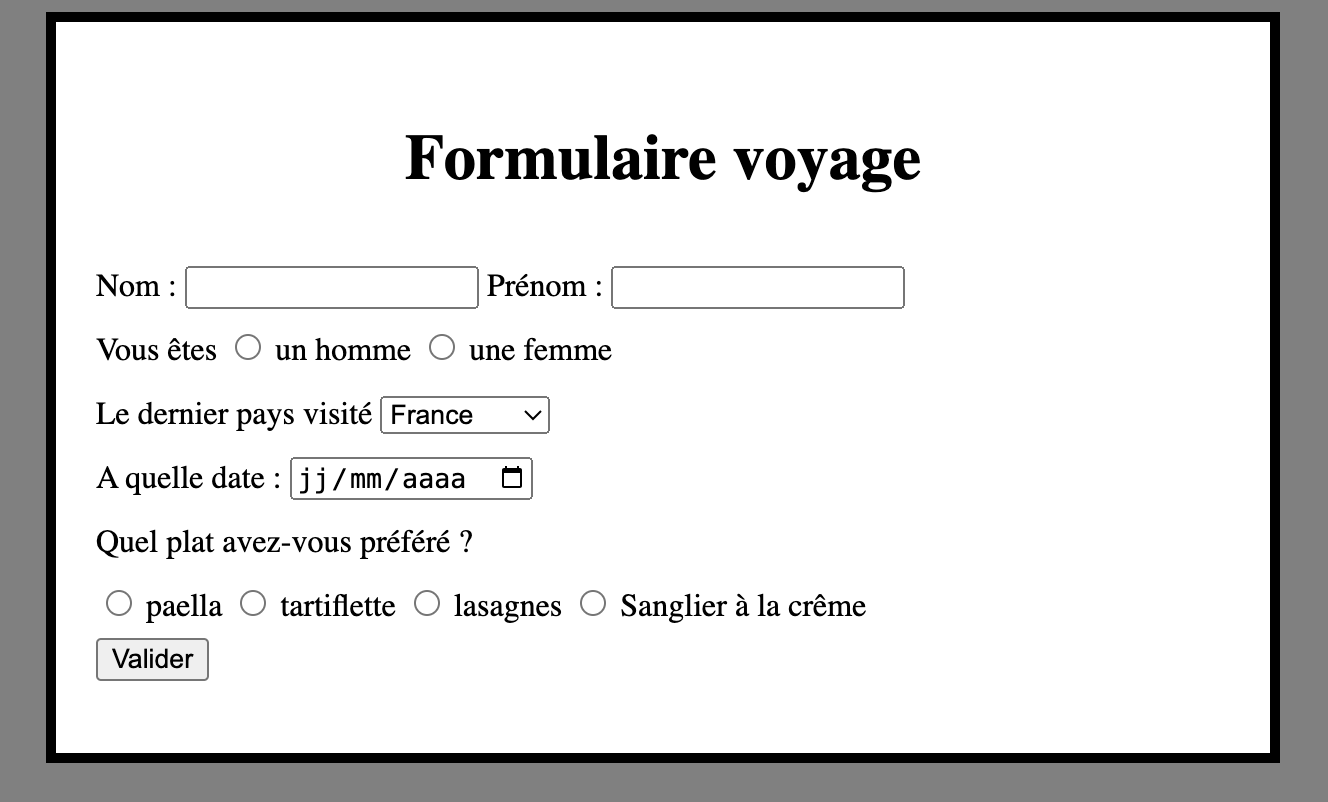 Formulaire voyage
Nom : Prénom :
Vous êtes un homme une femme
Le dernier pays visité France
A quelle date : jj/mm/aaaa
Quel plat avez-vous préféré ?
paella tartiflette lasagnes Sanglier à la crême
Valider